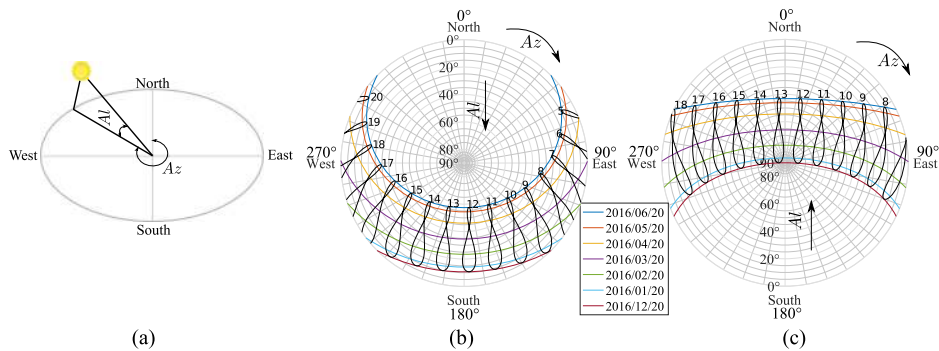 (a)
North
West
East
South
Al
Az
(b)
0°
North
Az
0°
20°
40°
60°
80°
90°
Al
270°
West
90°
East
20
19
18
17
16
15
14
13
12
11
10
9
8
7
6
5
South
180°
2016/06/20
2016/05/20
2016/04/20
2016/03/20
2016/02/20
2016/01/20
2016/12/20
(c)
0°
North
Az
18
17
16
15
14
13
12
11
10
9
8
270°
West
90°
East
90°
80°
60°
40°
20°
0°
Al
South
180°